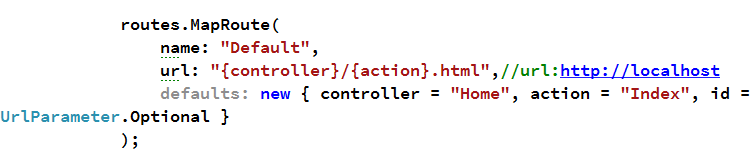 routes.MapRoute(
name: "Default",
url: "{controller}/{action}.html",//url:http://localhost
defaults: new { controller = "Home", action = "Index", id =
UrlParameter.Optional }
);